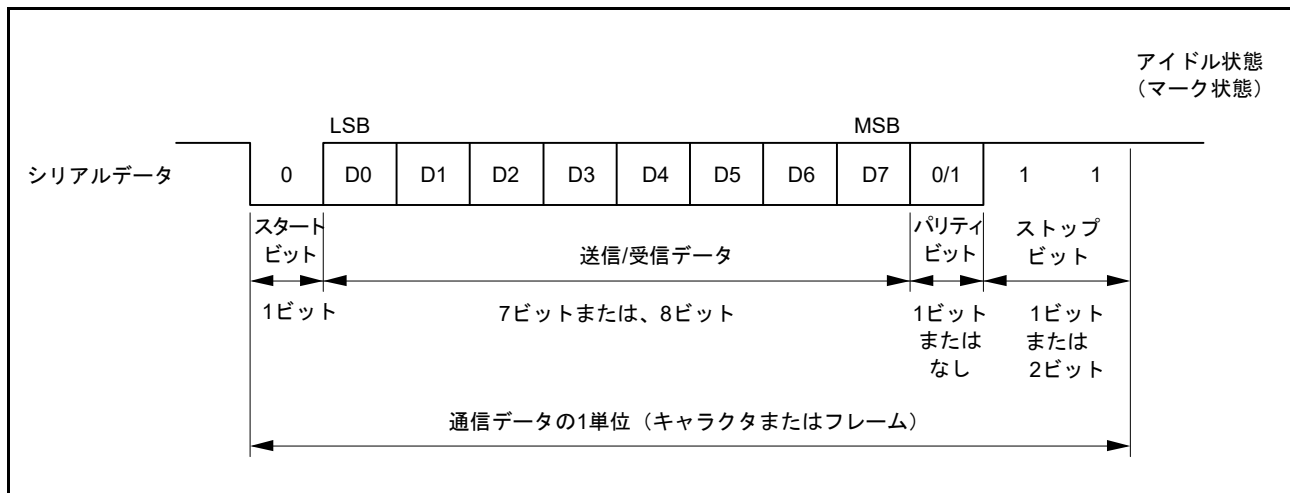 アイドル状態
（マーク状態）
LSB
MSB
シリアルデータ
0
D0
D1
D2
D3
D4
D5
D6
D7
0/1
1
1
スタート
ビット
送信/受信データ
パリティ
ビット
ストップ
ビット
1ビット
7ビットまたは、8ビット
1ビット
または
なし
1ビット
または
2ビット
通信データの1単位（キャラクタまたはフレーム）